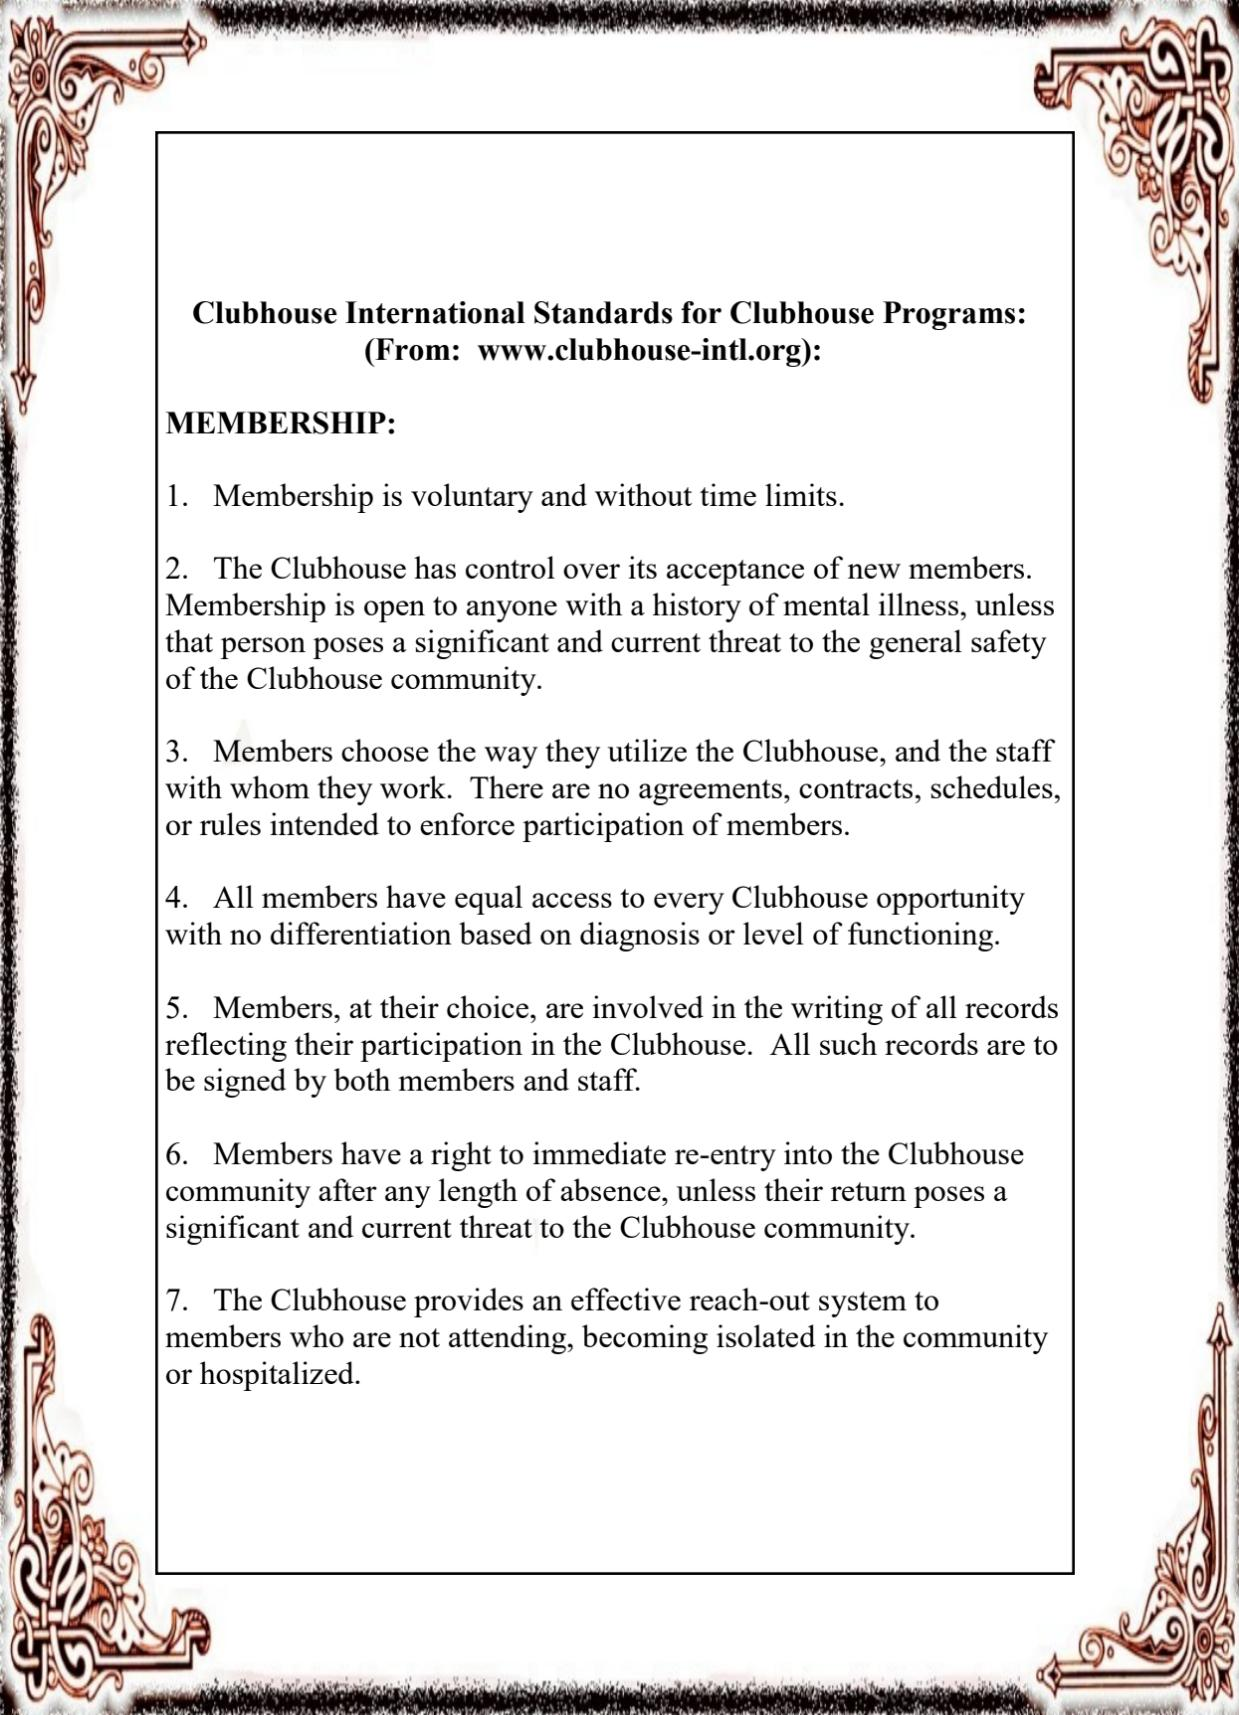 Clubhouse International Standards for Clubhouse Programs:
(From:  www.clubhouse-intl.org):
MEMBERSHIP:
1.   Membership is voluntary and without time limits.
2.   The Clubhouse has control over its acceptance of new members.
Membership is open to anyone with a history of mental illness, unless
that person poses a significant and current threat to the general safety
of the Clubhouse community.
3.   Members choose the way they utilize the Clubhouse, and the staff
with whom they work.  There are no agreements, contracts, schedules,
or rules intended to enforce participation of members.
4.   All members have equal access to every Clubhouse opportunity
with no differentiation based on diagnosis or level of functioning.
5.   Members, at their choice, are involved in the writing of all records
reflecting their participation in the Clubhouse.  All such records are to
be signed by both members and staff.
6.   Members have a right to immediate re-entry into the Clubhouse
community after any length of absence, unless their return poses a
significant and current threat to the Clubhouse community.
7.   The Clubhouse provides an effective reach-out system to
members who are not attending, becoming isolated in the community
or hospitalized.